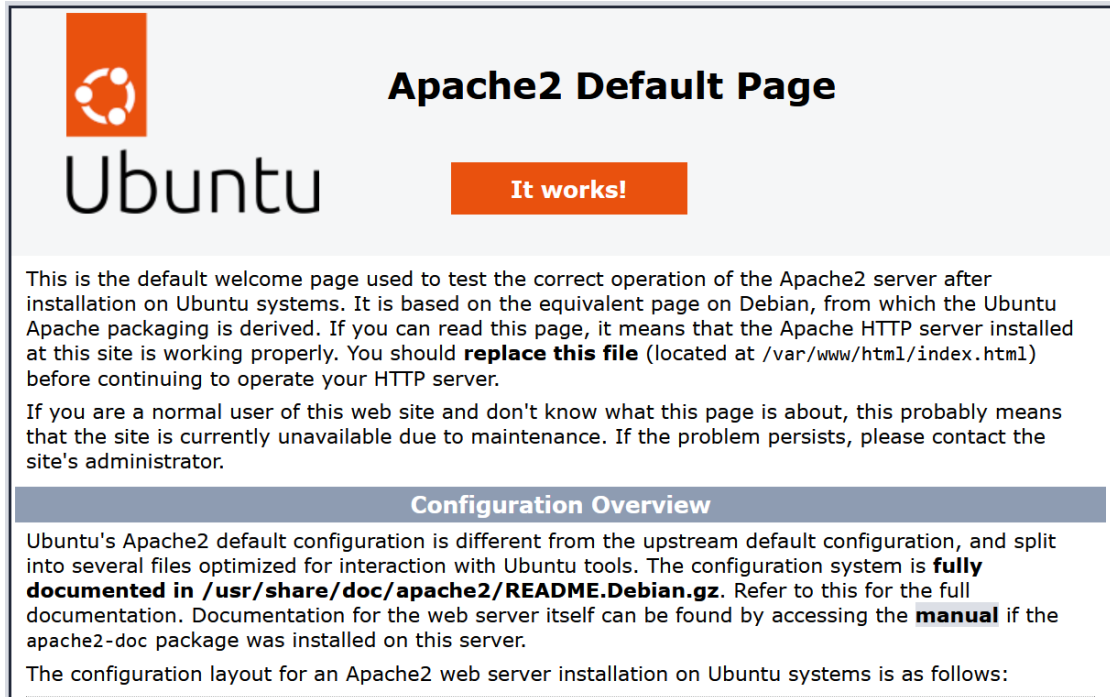 Ubuntu
Apache2 Default Page
It works!
This is the default welcome page used to test the correct operation of the Apache2 server after
installation on Ubuntu systems. It is based on the equivalent page on Debian, from which the Ubuntu
Apache packaging is derived. If you can read this page, it means that the Apache HTTP server installed
at this site is working properly. You should replace this file (located at /var/www/html/index.html)
before continuing to operate your HTTP server.
If you are a normal user of this web site and don't know what this page is about, this probably means
that the site is currently unavailable due to maintenance. If the problem persists, please contact the
site's administrator.
Configuration Overview
Ubuntu's Apache2 default configuration is different from the upstream default configuration, and split
into several files optimized for interaction with Ubuntu tools. The configuration system is fully
documented in /usr/share/doc/apache2/README.Debian.gz. Refer to this for the full
documentation. Documentation for the web server itself can be found by accessing the manual if the
apache2-doc package was installed on this server.
The configuration layout for an Apache2 web server installation on Ubuntu systems is as follows: